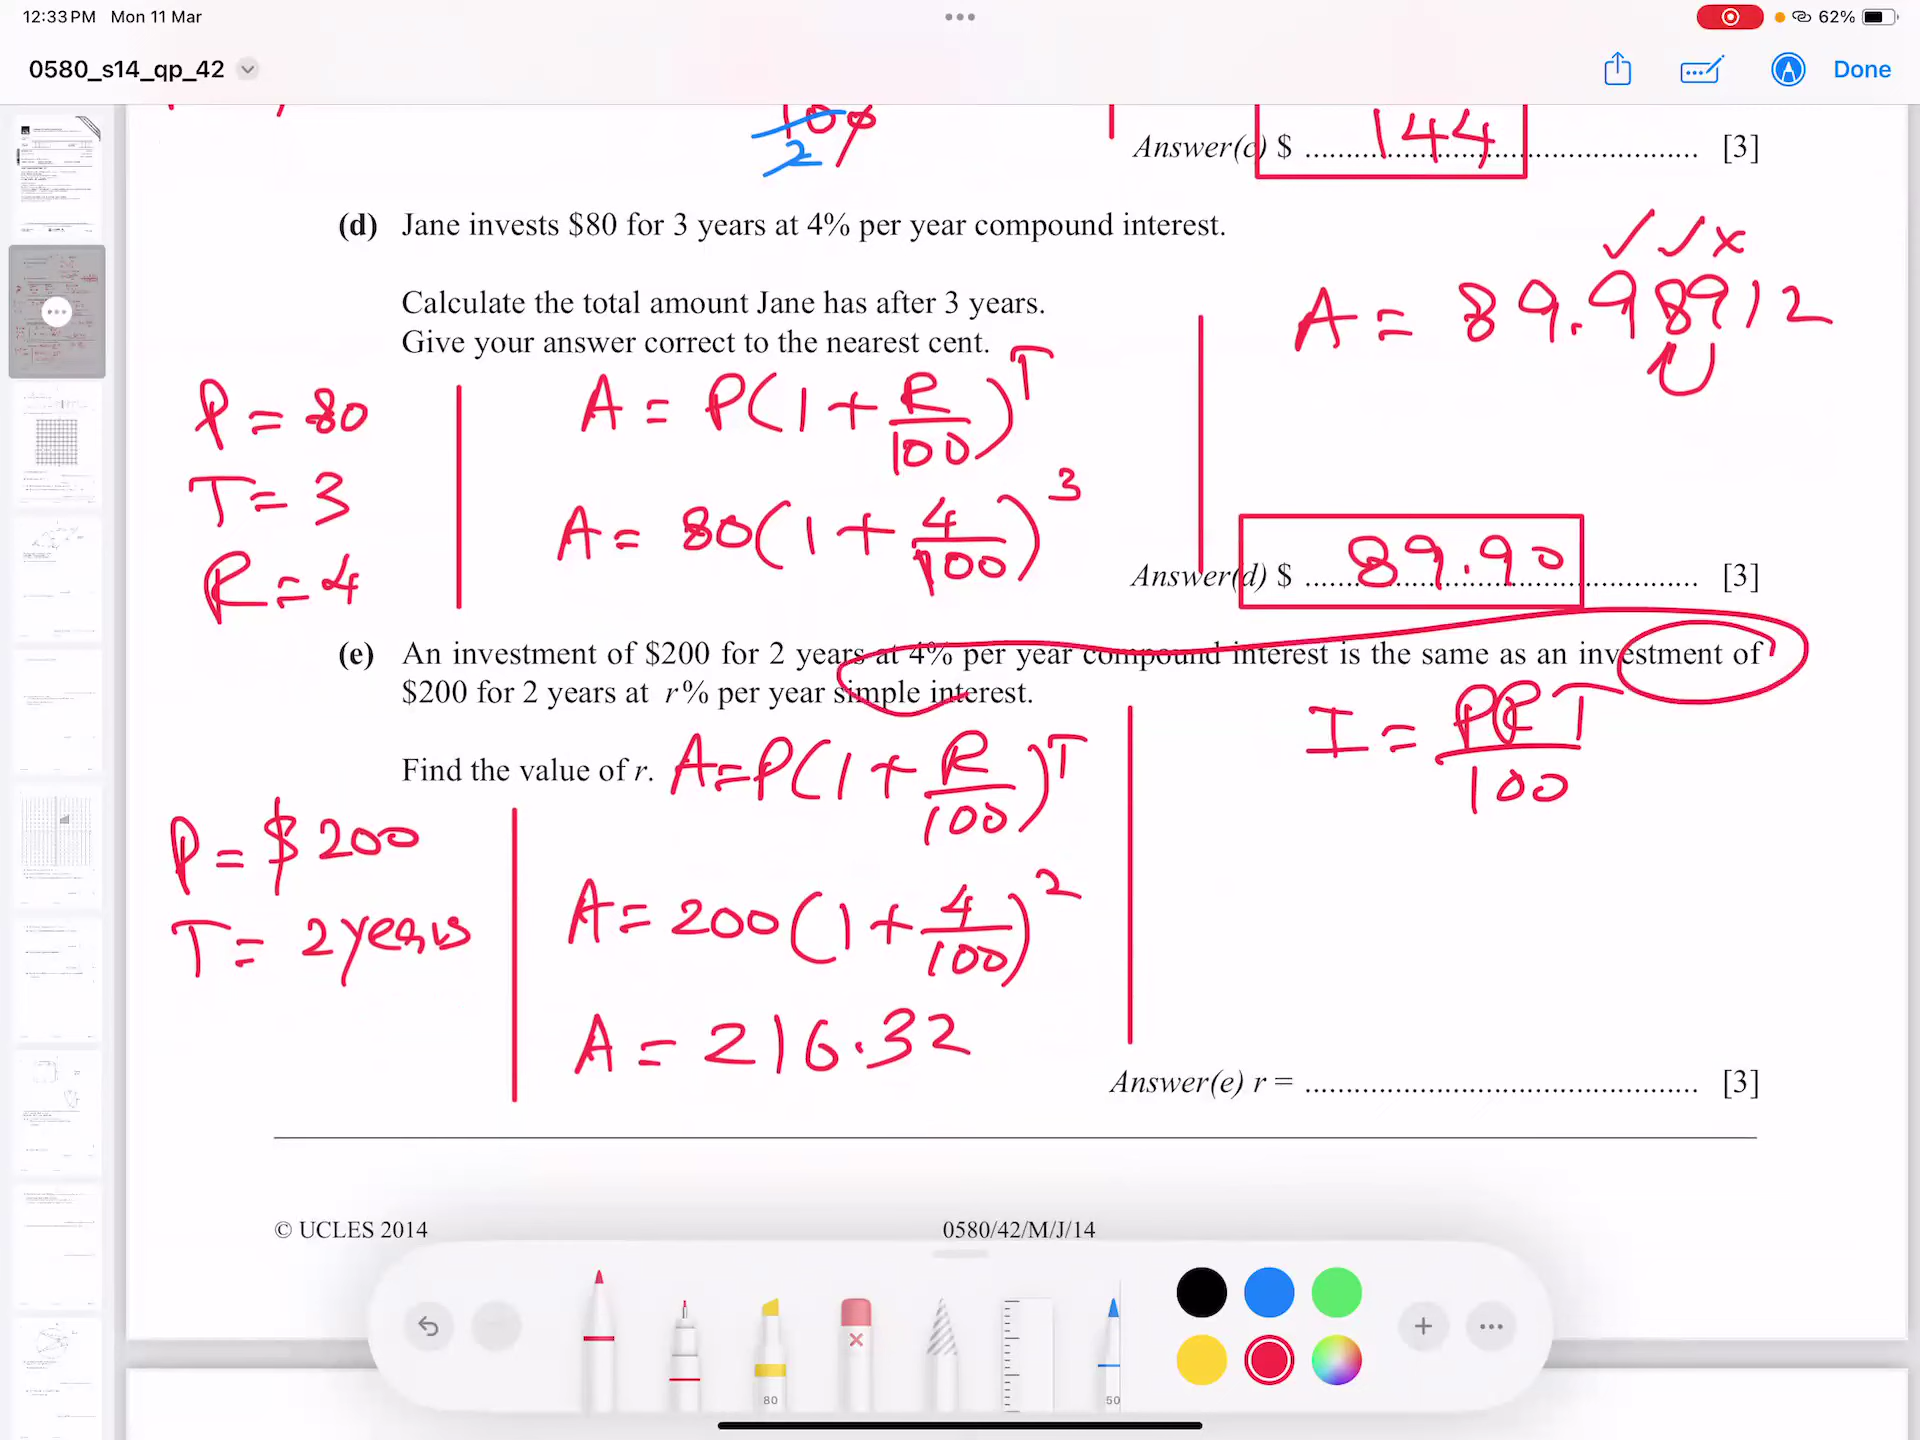 12:33 PM Mon 11 Mar
62%
0580_s14_qp_42
Done
100
2
144
Answer(c) $ ................................................ [3]
(d) Jane invests $80 for 3 years at 4% per year compound interest.
A = 89.98912
Calculate the total amount Jane has after 3 years.
Give your answer correct to the nearest cent.
P = 80
T = 3
R = 4
A = P(1 + R/100)^T
A = 80(1 + 4/100)^3
89.90
Answer(d) $ ................................................ [3]
(e) An investment of $200 for 2 years at 4% per year compound interest is the same as an investment of
$200 for 2 years at r% per year simple interest.
I = PRT/100
Find the value of r.
A = P(1 + R/100)^T
P = $200
T = 2 years
A = 200(1 + 4/100)^2
A = 216.32
Answer(e) r = ................................................ [3]
© UCLES 2014
0580/42/M/J/14
80
50